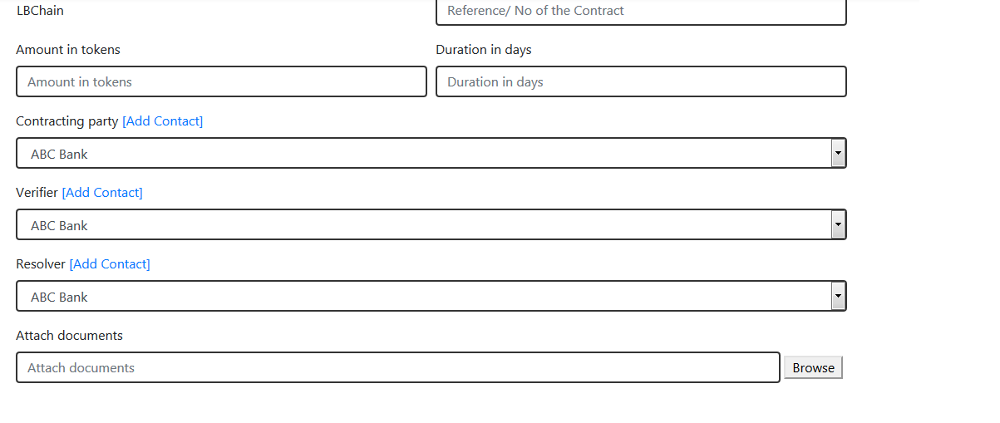 LBChain
Reference/ No of the Contract
Amount in tokens
Duration in days
Amount in tokens
Duration in days
Contracting party [Add Contact]
ABC Bank
Verifier [Add Contact]
ABC Bank
Resolver [Add Contact]
ABC Bank
Attach documents
Attach documents
Browse